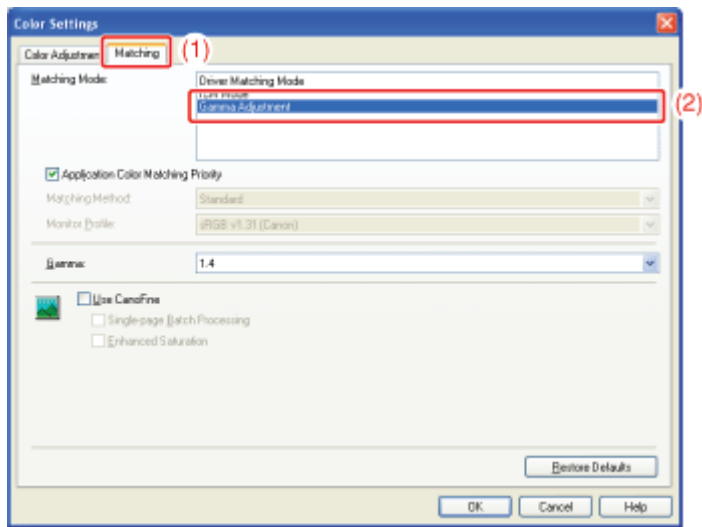 Color Settings
Color Adjustmen Matching (1)
Matching Mode: Driver Matching Mode
ICM Mode
Gamma Adjustment (2)
Application Color Matching Priority
Matching Method: Standard
Monitor Profile: sRGB v1.31 (Canon)
Gamma: 1.4
Use CanoFine
Single-page Batch Processing
Enhanced Saturation
Restore Defaults
OK Cancel Help